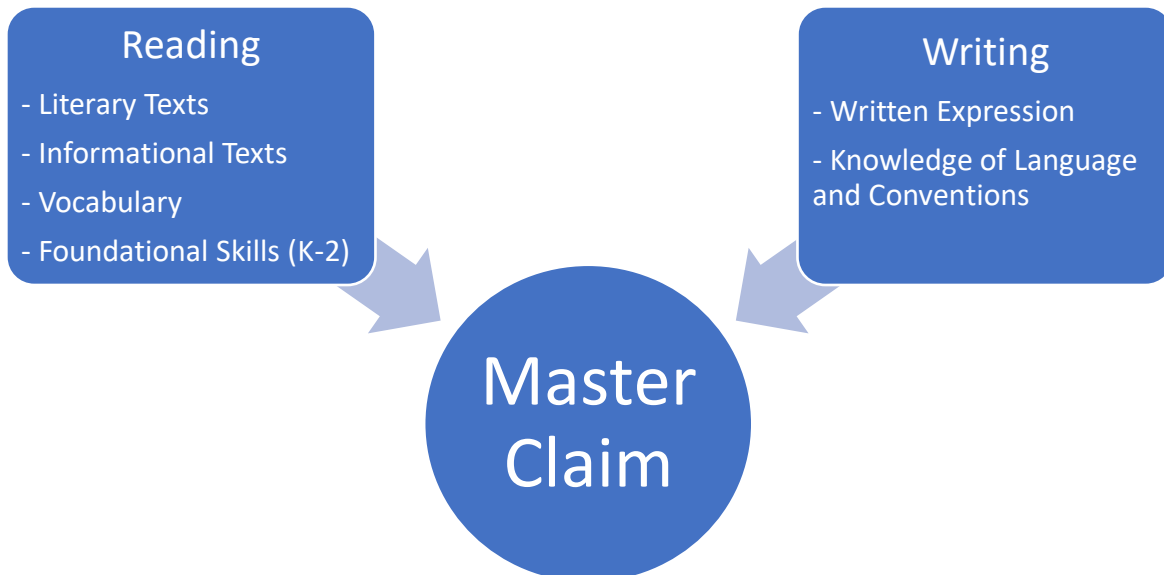 Reading
- Literary Texts
- Informational Texts
- Vocabulary
- Foundational Skills (K-2)
Writing
- Written Expression
- Knowledge of Language
and Conventions
Master
Claim